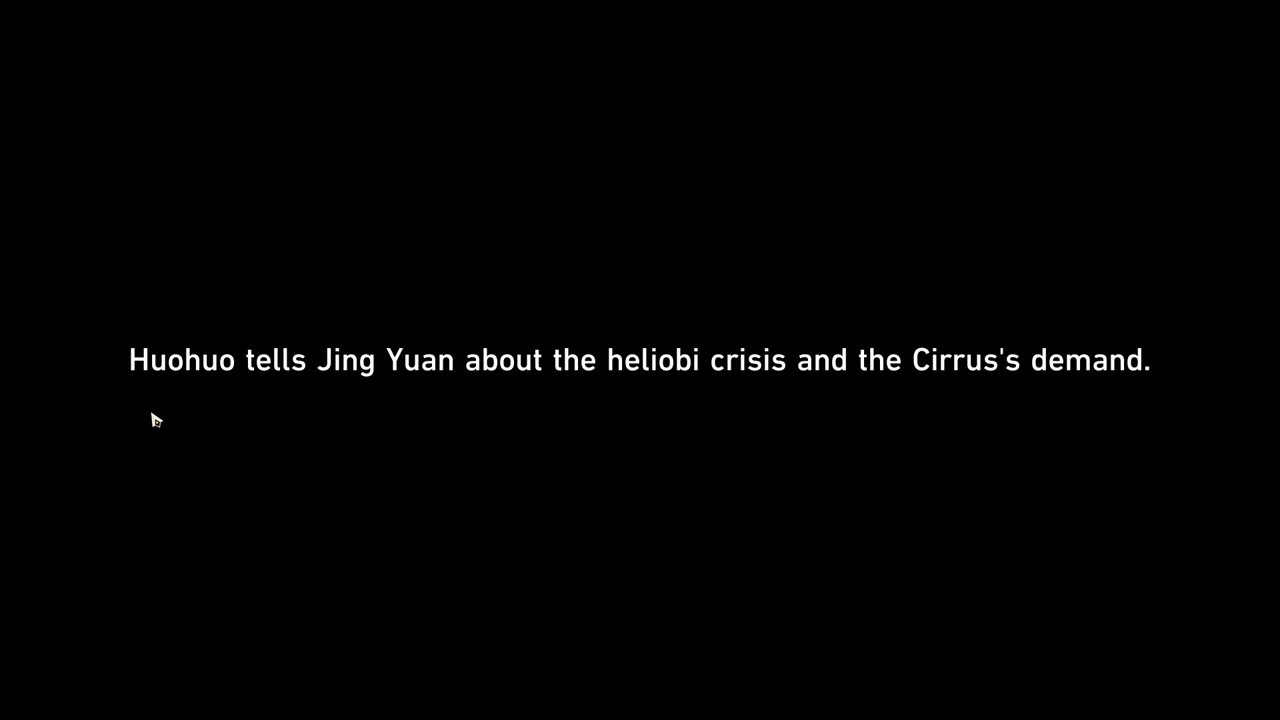 Huohuo tells Jing Yuan about the heliobi crisis and the Cirrus's demand.